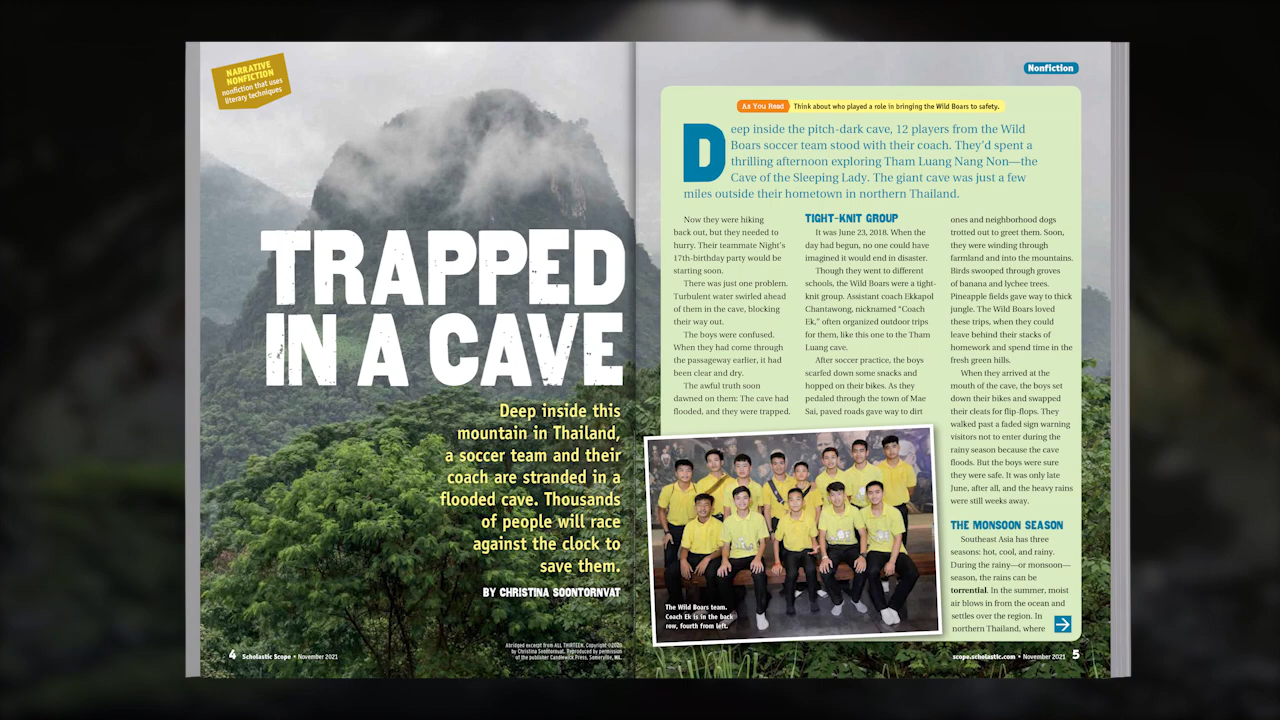 NARRATIVE
NONFICTION
nonfiction that uses
literary techniques
TRAPPED
IN A CAVE
Deep inside this
mountain in Thailand,
a soccer team and their
coach are stranded in a
flooded cave. Thousands
of people will race
against the clock to
save them.
BY CHRISTINA SOONTORNVAT
Abridged excerpt from ALL THIRTEEN. Copyright ©2020
by Christina Soontornvat. Reproduced by permission
of the publisher Candlewick Press, Somerville, MA.
4 Scholastic Scope • November 2021
Nonfiction
As You Read Think about who played a role in bringing the Wild Boars to safety.
Deep inside the pitch-dark cave, 12 players from the Wild
Boars soccer team stood with their coach. They’d spent a
thrilling afternoon exploring Tham Luang Nang Non—the
Cave of the Sleeping Lady. The giant cave was just a few
miles outside their hometown in northern Thailand.
Now they were hiking
back out, but they needed to
hurry. Their teammate Night’s
17th-birthday party would be
starting soon.
There was just one problem.
Turbulent water swirled ahead
of them in the cave, blocking
their way out.
The boys were confused.
When they had come through
the passageway earlier, it had
been clear and dry.
The awful truth soon
dawned on them: The cave had
flooded, and they were trapped.
TIGHT-KNIT GROUP
It was June 23, 2018. When the
day had begun, no one could have
imagined it would end in disaster.
Though they went to different
schools, the Wild Boars were a tight-
knit group. Assistant coach Ekkapol
Chantawong, nicknamed “Coach
Ek,” often organized outdoor trips
for them, like this one to the Tham
Luang cave.
After soccer practice, the boys
scarfed down some snacks and
hopped on their bikes. As they
pedaled through the town of Mae
Sai, paved roads gave way to dirt
ones and neighborhood dogs
trotted out to greet them. Soon,
they were winding through
farmland and into the mountains.
Birds swooped through groves
of banana and lychee trees.
Pineapple fields gave way to thick
jungle. The Wild Boars loved
these trips, when they could
leave behind their stacks of
homework and spend time in the
fresh green hills.
When they arrived at the
mouth of the cave, the boys set
down their bikes and swapped
their cleats for flip-flops. They
walked past a faded sign warning
visitors not to enter during the
rainy season because the cave
floods. But the boys were sure
they were safe. It was only late
June, after all, and the heavy rains
were still weeks away.
THE MONSOON SEASON
Southeast Asia has three
seasons: hot, cool, and rainy.
During the rainy—or monsoon—
season, the rains can be
torrential. In the summer, moist
air blows in from the ocean and
settles over the region. In
northern Thailand, where
The Wild Boars team.
Coach Ek is in the back
row, fourth from left.
scope.scholastic.com • November 2021 5